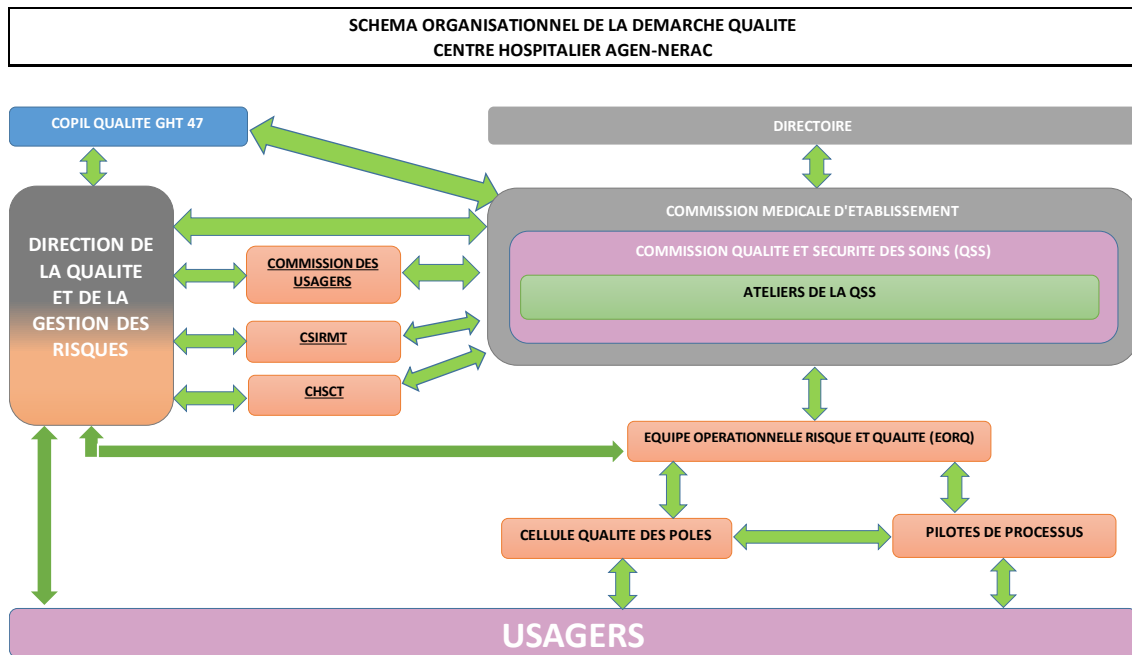 SCHEMA ORGANISATIONNEL DE LA DEMARCHE QUALITE
CENTRE HOSPITALIER AGEN-NERAC
COPIL QUALITE GHT 47
DIRECTOIRE
DIRECTION DE
LA QUALITE
ET DE LA
GESTION DES
RISQUES
COMMISSION MEDICALE D'ETABLISSEMENT
COMMISSION QUALITE ET SECURITE DES SOINS (QSS)
ATELIERS DE LA QSS
COMMISSION DES
USAGERS
CSIRMT
CHSCT
EQUIPE OPERATIONNELLE RISQUE ET QUALITE (EORQ)
CELLULE QUALITE DES POLES
PILOTES DE PROCESSUS
USAGERS